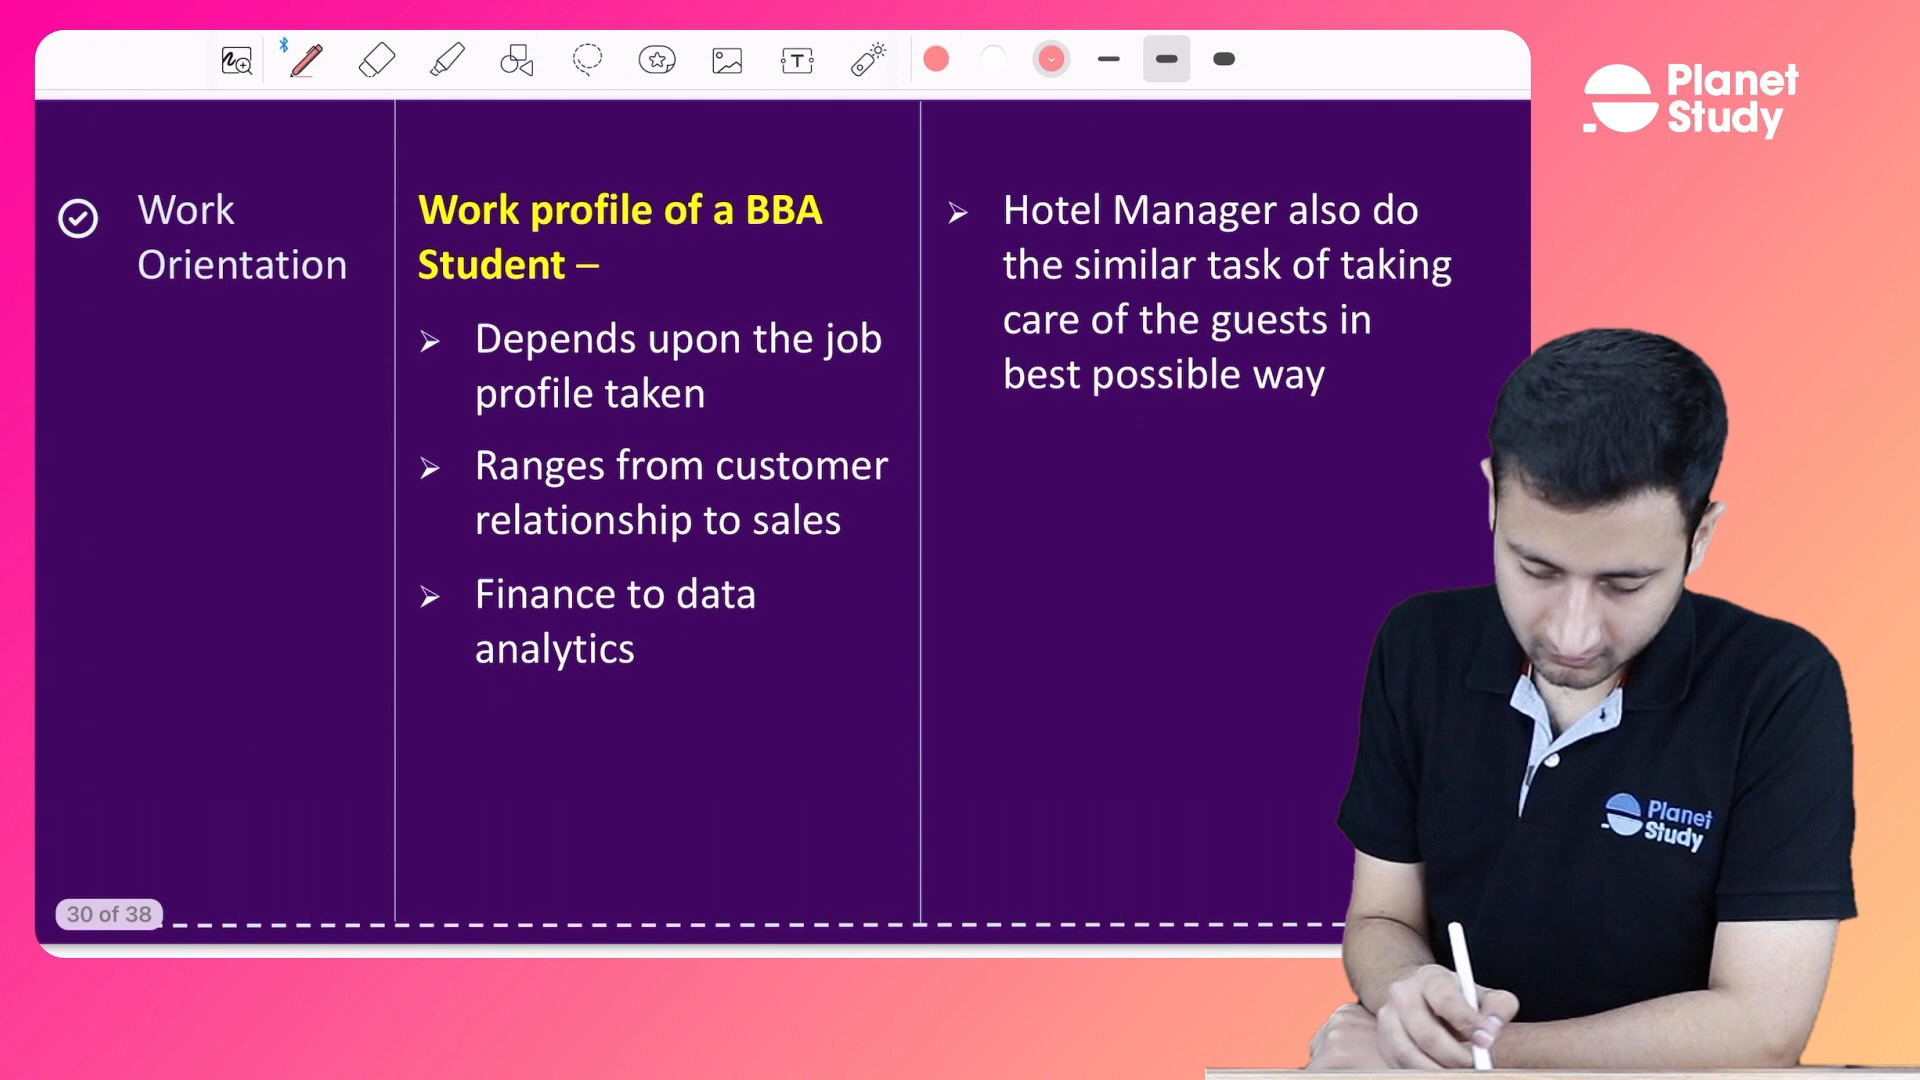 Planet
Study
Work
Orientation
Work profile of a BBA
Student –
Depends upon the job
profile taken
Ranges from customer
relationship to sales
Finance to data
analytics
Hotel Manager also do
the similar task of taking
care of the guests in
best possible way
30 of 38
Planet
Study